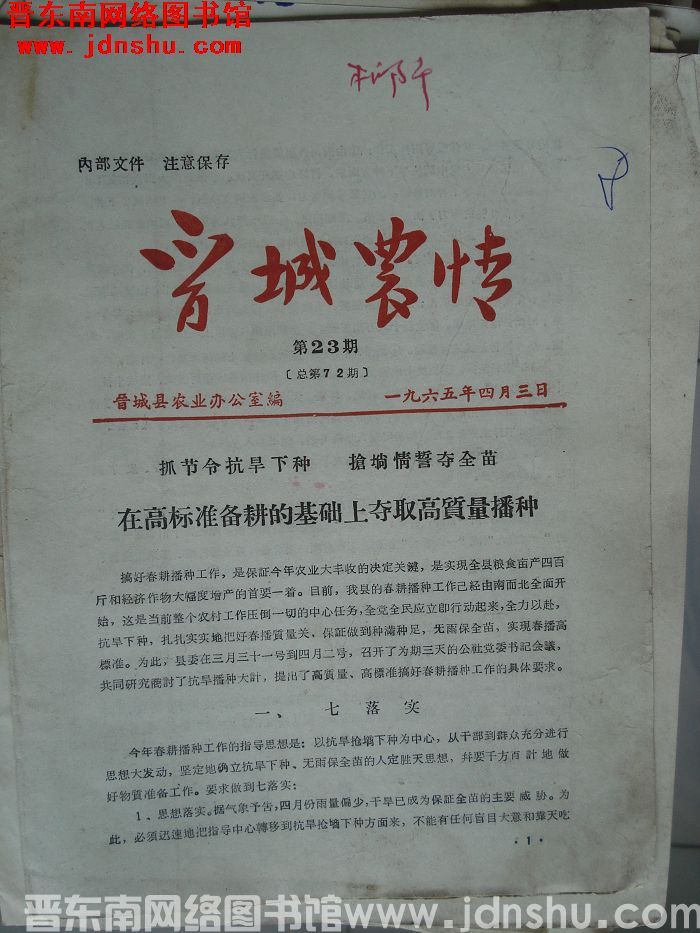 晋东南网络图书馆
www.jdnshu.com
内部文件 注意保存
晋城農情
第23期
〔总第72期〕
晋城县农业办公室編 一九六五年四月三日
抓节令抗旱下种 搶墒情誓夺全苗
在高标准备耕的基础上夺取高質量播种
搞好春耕播种工作，是保証今年农业大丰收的决定关鍵，是实現全县粮食亩产四百
斤和經济作物大幅度增产的首要一着。目前，我县的春耕播种工作已經由南而北全面开
始，这是当前整个农村工作压倒一切的中心任务，全党全民应立即行动起来，全力以赴，
抗旱下种，扎扎实实地把好春播质量关、保証做到种满种足，无雨保全苗，实现春播高
标准。为此，县委在三月三十一号到四月二号，召开了为期三天的公社党委书記会議，
共同研究商討了抗旱播种大計，提出了高質量、高标准搞好春耕播种工作的具体要求。
一、七落实
今年春耕播种工作的指导思想是：以抗旱抢墒下种为中心，从干部到群众充分进行
思想大发动，坚定地确立抗旱下种、无雨保全苗的人定胜天思想，并要千方百計地做
好物質准备工作。要求做到七落实：
1、思想落实。据气象予告，四月份雨量偏少，干旱已成为保証全苗的主要威胁。为
此，必須迅速地把指导中心轉移到抗旱抢墒下种方面来，不能有任何盲目大意和靠天吃
·1·
晋东南网络图书馆www.jdnshu.com